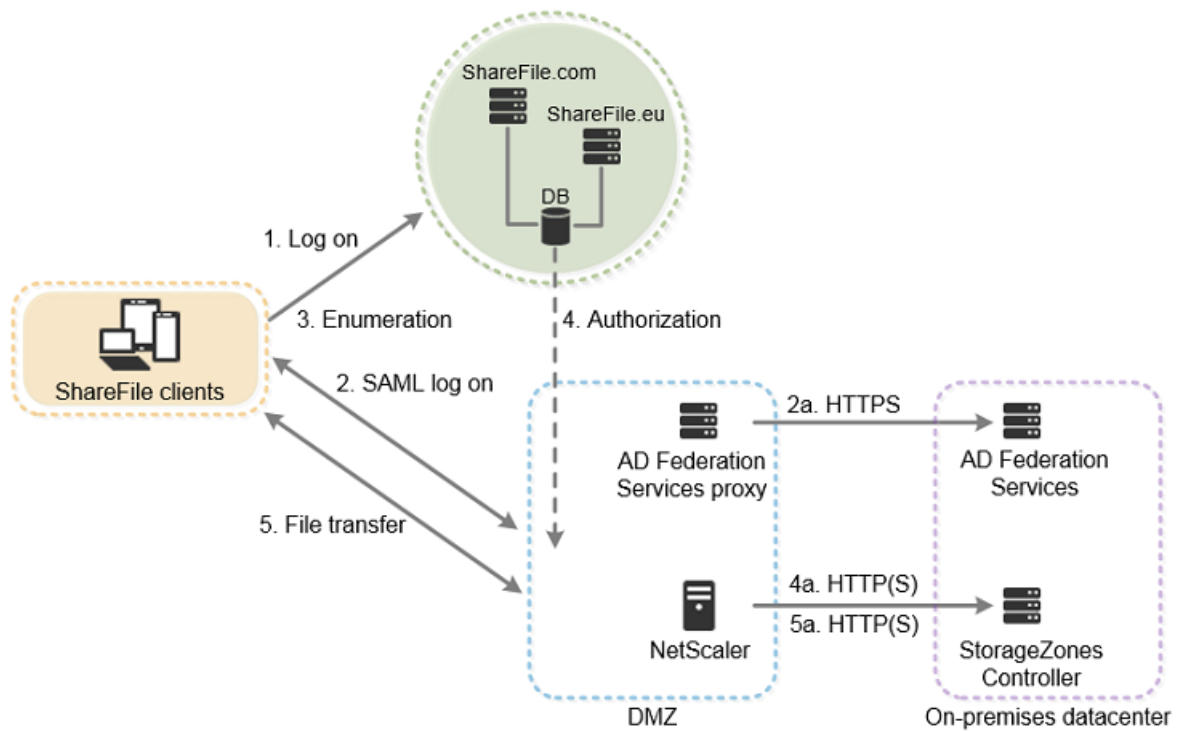 ShareFile.com
ShareFile.eu
DB
1. Log on
3. Enumeration
4. Authorization
ShareFile clients
2. SAML log on
5. File transfer
2a. HTTPS
AD Federation
Services proxy
AD Federation
Services
4a. HTTP(S)
5a. HTTP(S)
NetScaler
StorageZones
Controller
DMZ
On-premises datacenter